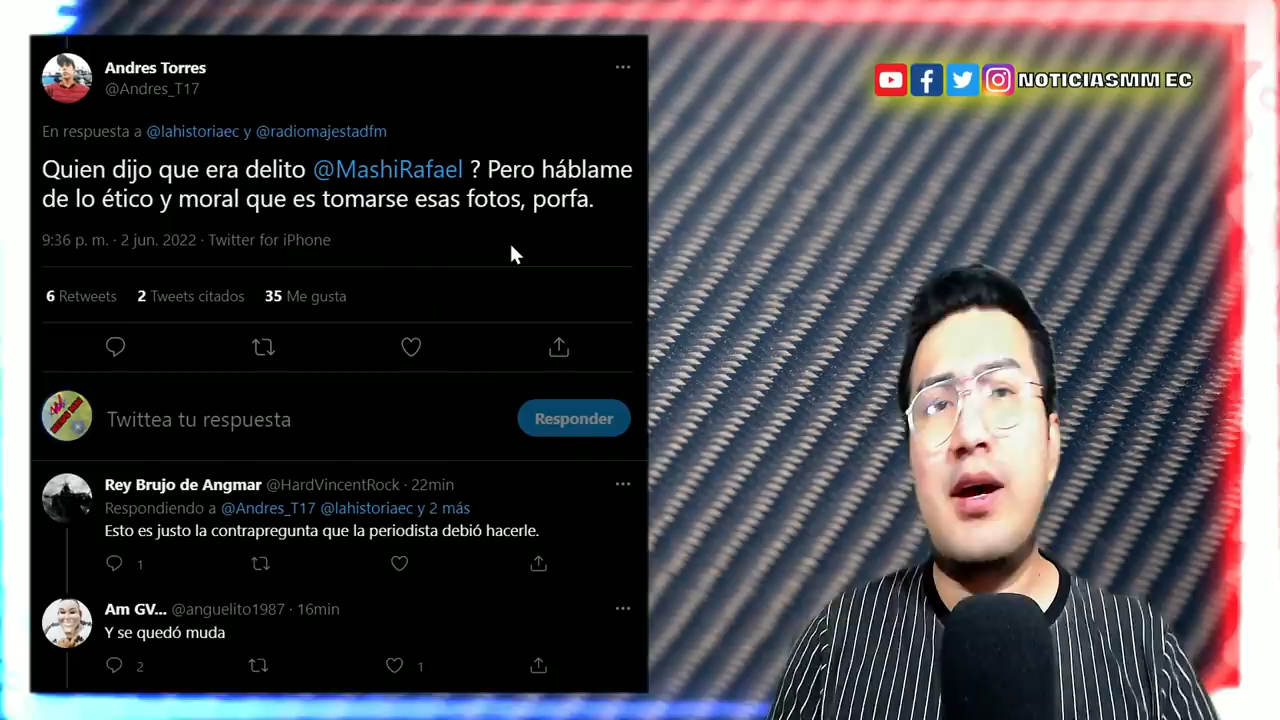 Andres Torres
@Andres_T17
En respuesta a @lahistoriaec y @radiomajestadfm
Quien dijo que era delito @MashiRafael ? Pero háblame
de lo ético y moral que es tomarse esas fotos, porfa.
9:36 p. m. · 2 jun. 2022 · Twitter for iPhone
6 Retweets 2 Tweets citados 35 Me gusta
Twittea tu respuesta
Responder
Rey Brujo de Angmar @HardVincentRock · 22min
Respondiendo a @Andres_T17 @lahistoriaec y 2 más
Esto es justo la contrapregunta que la periodista debió hacerle.
1
Am GV... @anguelito1987 · 16min
Y se quedó muda
2 1
NOTICIASMM EC